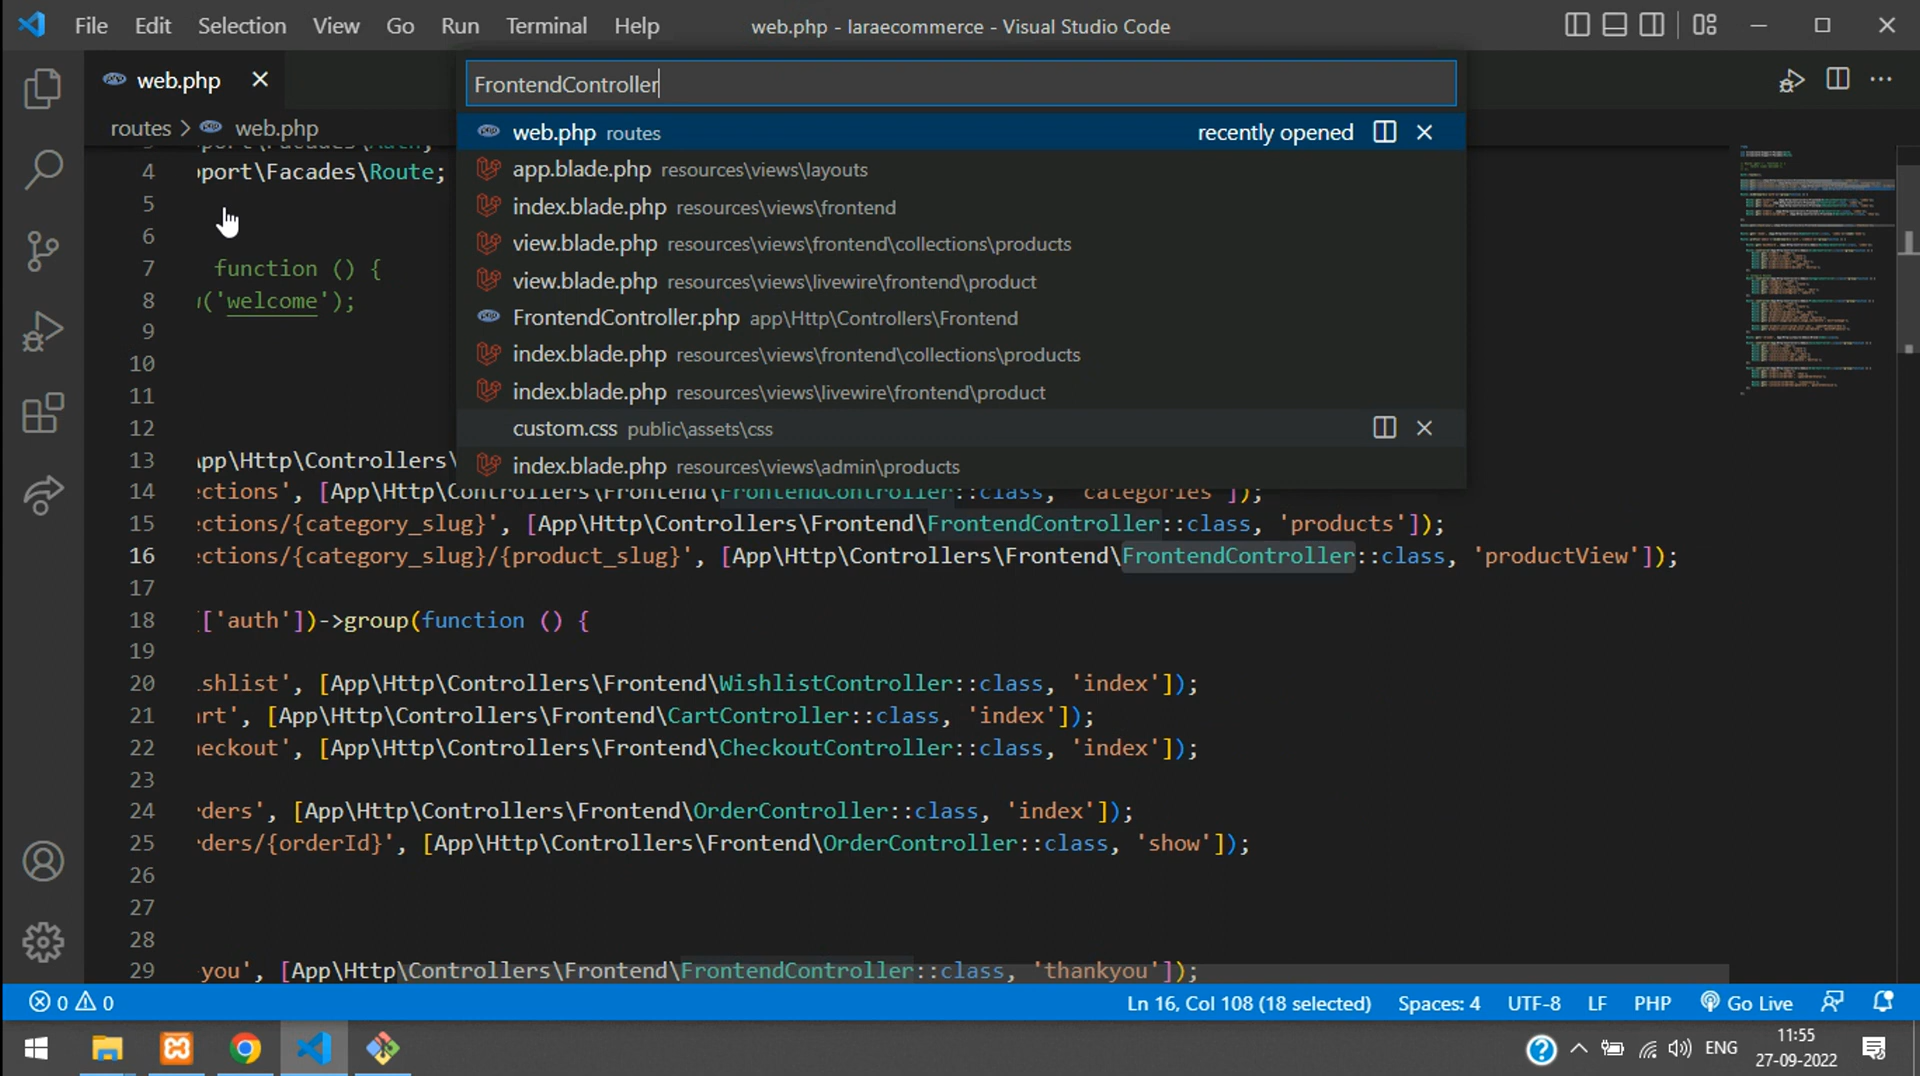 File Edit Selection View Go Run Terminal Help
web.php - laraecommerce - Visual Studio Code
web.php
FrontendController
routes > web.php
web.php routes recently opened
app.blade.php resources\views\layouts
index.blade.php resources\views\frontend
view.blade.php resources\views\frontend\collections\products
view.blade.php resources\views\livewire\frontend\product
FrontendController.php app\Http\Controllers\Frontend
index.blade.php resources\views\frontend\collections\products
index.blade.php resources\views\livewire\frontend\product
custom.css public\assets\css
index.blade.php resources\views\admin\products
4 port\Facades\Route;
5
6
7 function () {
8 ('welcome');
9
10
11
12
13 App\Http\Controllers\
14 ections', [App\Http\Controllers\Frontend\FrontendController::class, 'categories']);
15 ections/{category_slug}', [App\Http\Controllers\Frontend\FrontendController::class, 'products']);
16 ections/{category_slug}/{product_slug}', [App\Http\Controllers\Frontend\FrontendController::class, 'productView']);
17
18 ['auth'])->group(function () {
19
20 shlist', [App\Http\Controllers\Frontend\WishlistController::class, 'index']);
21 rt', [App\Http\Controllers\Frontend\CartController::class, 'index']);
22 heckout', [App\Http\Controllers\Frontend\CheckoutController::class, 'index']);
23
24 rders', [App\Http\Controllers\Frontend\OrderController::class, 'index']);
25 rders/{orderId}', [App\Http\Controllers\Frontend\OrderController::class, 'show']);
26
27
28
29 you', [App\Http\Controllers\Frontend\FrontendController::class, 'thankyou']);
0 0
Ln 16, Col 108 (18 selected) Spaces: 4 UTF-8 LF PHP Go Live
ENG
11:55
27-09-2022